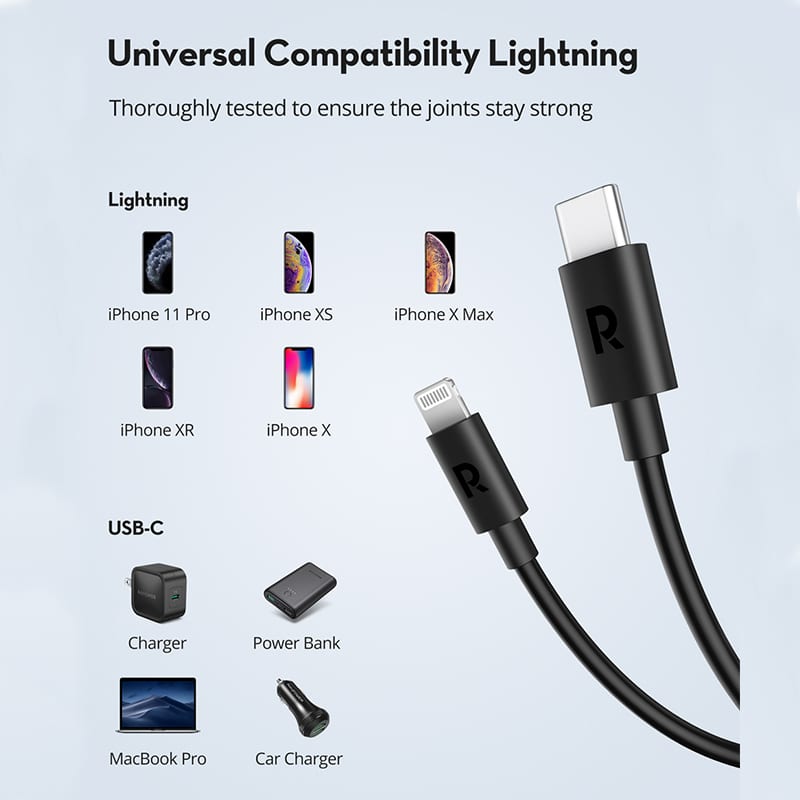 Universal Compatibility Lightning
Thoroughly tested to ensure the joints stay strong
Lightning
iPhone 11 Pro
iPhone XS
iPhone X Max
iPhone XR
iPhone X
R
R
USB-C
Charger
Power Bank
MacBook Pro
Car Charger